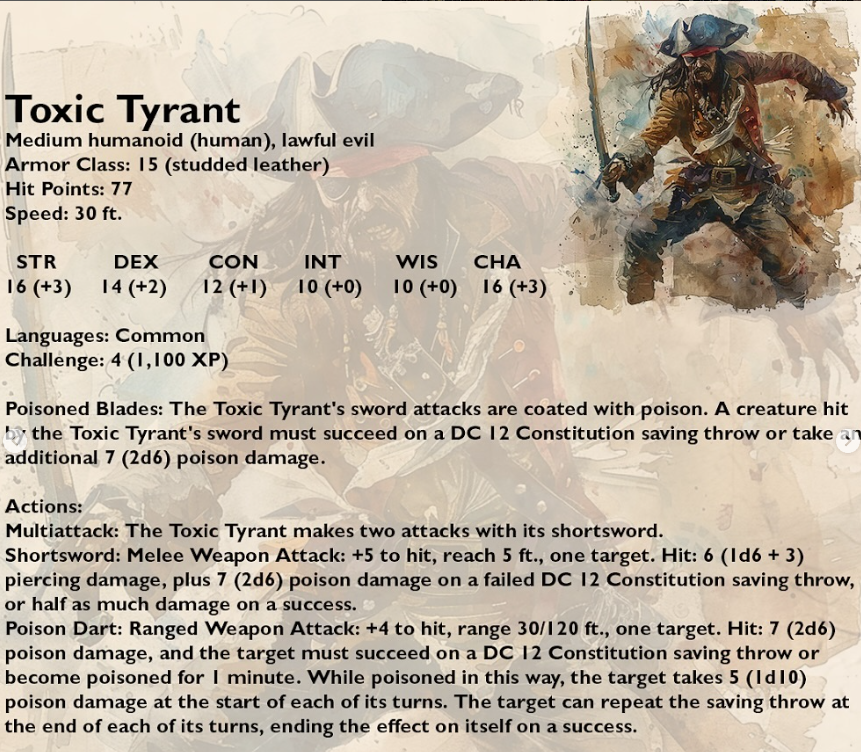 Toxic Tyrant
Medium humanoid (human), lawful evil
Armor Class: 15 (studded leather)
Hit Points: 77
Speed: 30 ft.
STR DEX CON INT WIS CHA
16 (+3) 14 (+2) 12 (+1) 10 (+0) 10 (+0) 16 (+3)
Languages: Common
Challenge: 4 (1,100 XP)
Poisoned Blades: The Toxic Tyrant's sword attacks are coated with poison. A creature hit
by the Toxic Tyrant's sword must succeed on a DC 12 Constitution saving throw or take an
additional 7 (2d6) poison damage.
Actions:
Multiattack: The Toxic Tyrant makes two attacks with its shortsword.
Shortsword: Melee Weapon Attack: +5 to hit, reach 5 ft., one target. Hit: 6 (1d6 + 3)
piercing damage, plus 7 (2d6) poison damage on a failed DC 12 Constitution saving throw,
or half as much damage on a success.
Poison Dart: Ranged Weapon Attack: +4 to hit, range 30/120 ft., one target. Hit: 7 (2d6)
poison damage, and the target must succeed on a DC 12 Constitution saving throw or
become poisoned for 1 minute. While poisoned in this way, the target takes 5 (1d10)
poison damage at the start of each of its turns. The target can repeat the saving throw at
the end of each of its turns, ending the effect on itself on a success.